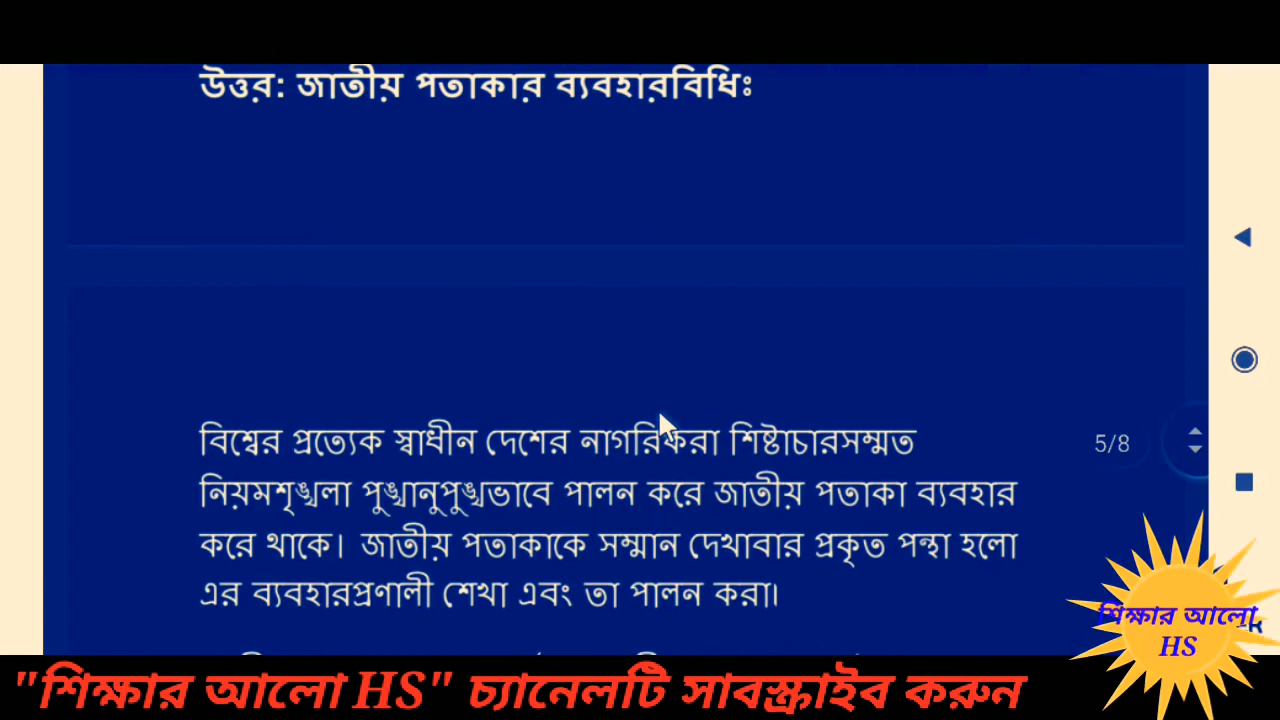 উত্তর: জাতীয় পতাকার ব্যবহারবিধিঃ
বিশ্বের প্রত্যেক স্বাধীন দেশের নাগরিকরা শিষ্টাচারসম্মত
নিয়মশৃঙ্খলা পুঙ্খানুপুঙ্খভাবে পালন করে জাতীয় পতাকা ব্যবহার
করে থাকে। জাতীয় পতাকাকে সম্মান দেখাবার প্রকৃত পন্থা হলো
এর ব্যবহারপ্রণালী শেখা এবং তা পালন করা।
5/8
শিক্ষার আলো
HS
"শিক্ষার আলো HS" চ্যানেলটি সাবস্ক্রাইব করুন